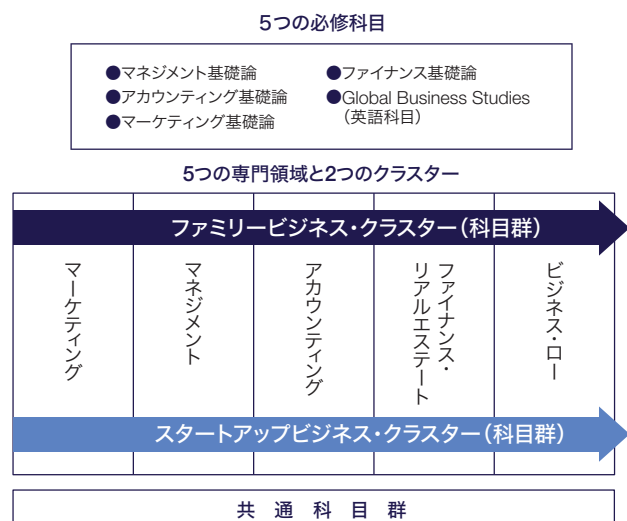 5つの必修科目
●マネジメント基礎論
●アカウンティング基礎論
●マーケティング基礎論
●ファイナンス基礎論
●Global Business Studies
（英語科目）
5つの専門領域と2つのクラスター
ファミリービジネス・クラスター（科目群）
マーケティング
マネジメント
アカウンティング
ファイナンス・
リアルエステート
ビジネス・ロー
スタートアップビジネス・クラスター（科目群）
共通科目群